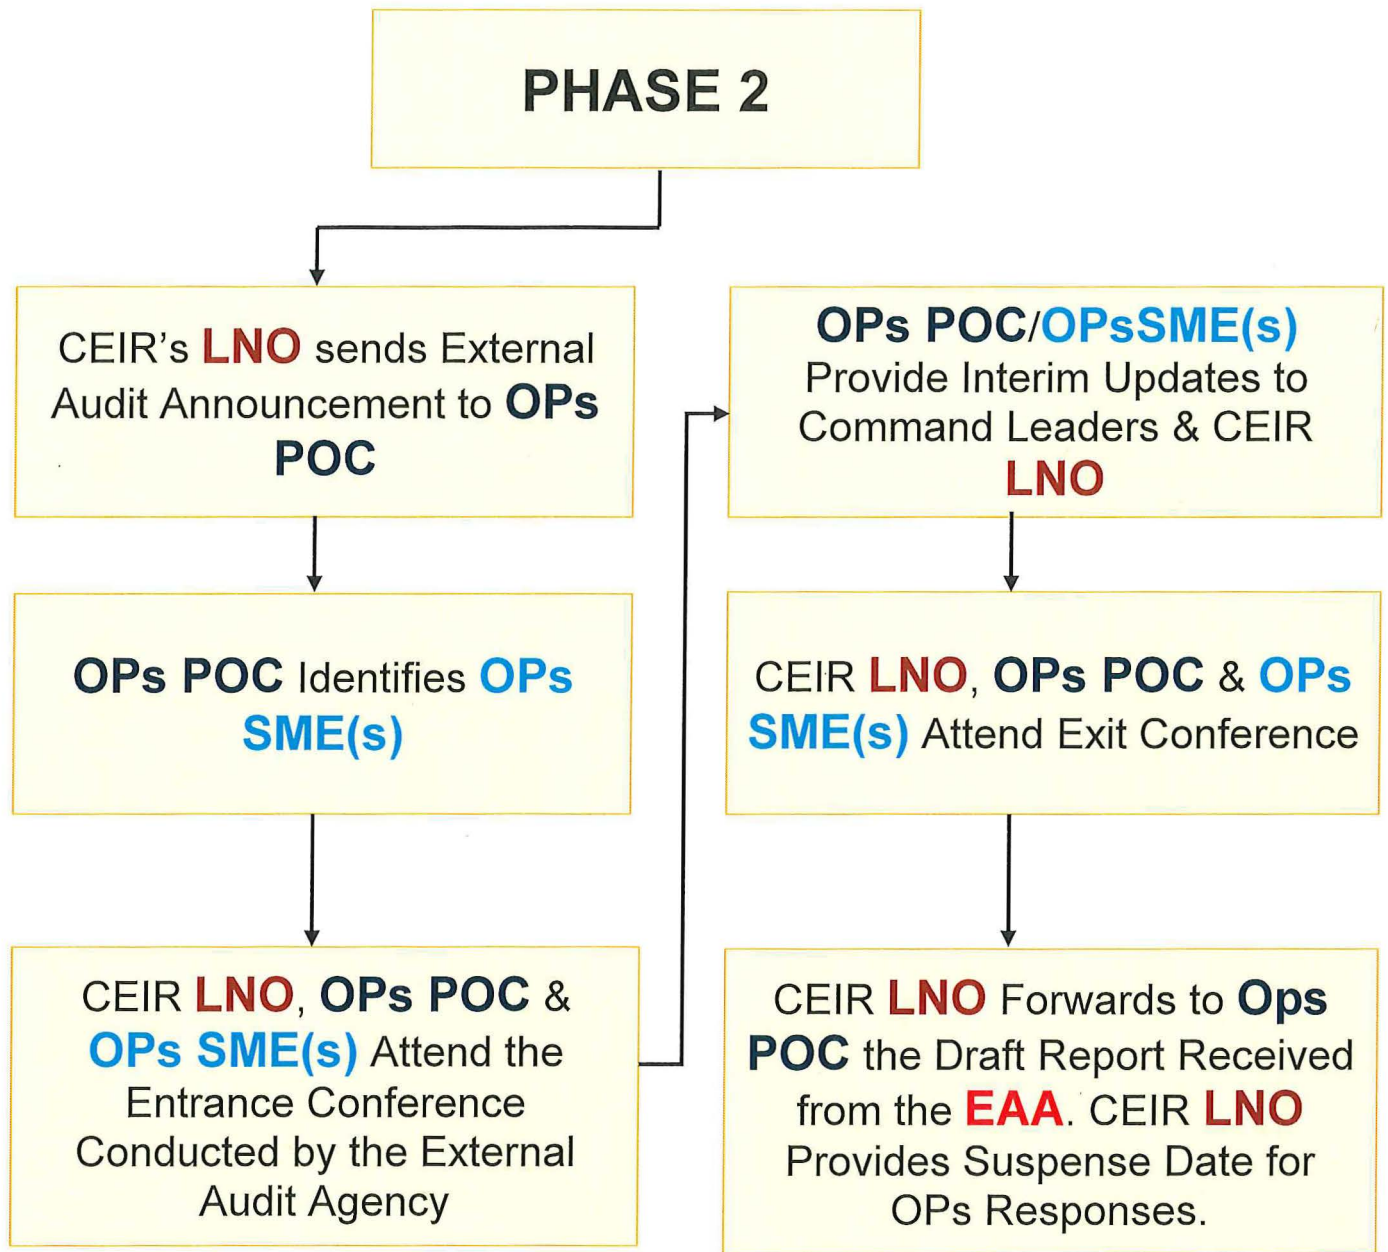 PHASE 2
CEIR’s LNO sends External
Audit Announcement to OPs
POC
OPs POC Identifies OPs
SME(s)
CEIR LNO, OPs POC &
OPs SME(s) Attend the
Entrance Conference
Conducted by the External
Audit Agency
OPs POC/OPsSME(s)
Provide Interim Updates to
Command Leaders & CEIR
LNO
CEIR LNO, OPs POC & OPs
SME(s) Attend Exit Conference
CEIR LNO Forwards to Ops
POC the Draft Report Received
from the EAA. CEIR LNO
Provides Suspense Date for
OPs Responses.